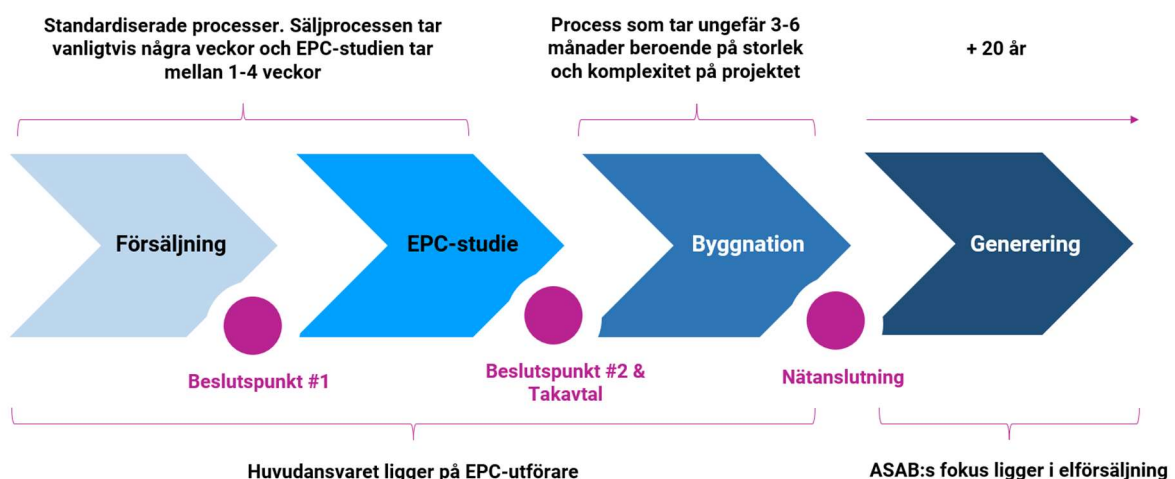 Standardiserade processer. Säljprocessen tar
vanligtvis några veckor och EPC-studien tar
mellan 1-4 veckor
Process som tar ungefär 3-6
månader beroende på storlek
och komplexitet på projektet
+ 20 år
Försäljning
EPC-studie
Byggnation
Generering
Beslutspunkt #1
Beslutspunkt #2 &
Takavtal
Nätanslutning
Huvudansvaret ligger på EPC-utförare
ASAB:s fokus ligger i elförsäljning